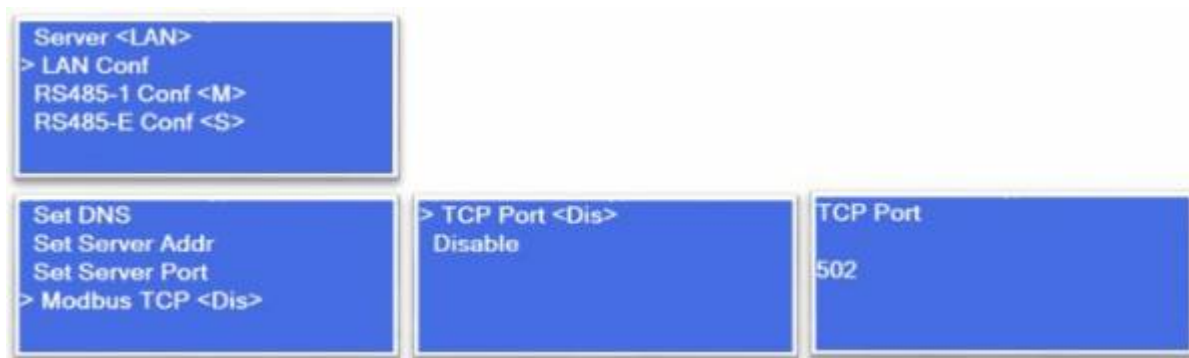 Server <LAN>
> LAN Conf
RS485-1 Conf <M>
RS485-E Conf <S>
Set DNS
Set Server Addr
Set Server Port
> Modbus TCP <Dis>
> TCP Port <Dis>
Disable
TCP Port
502